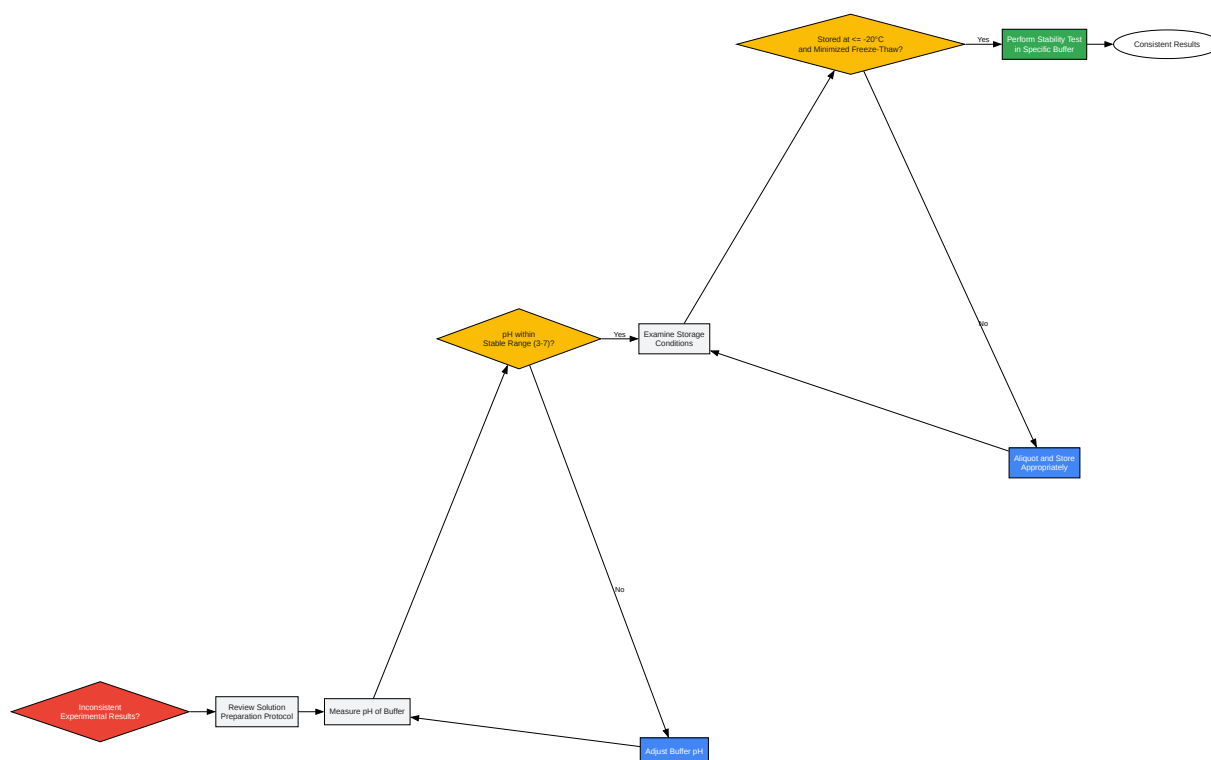 Stored at <= -20°C
and Minimized Freeze-Thaw?
Yes
Perform Stability Test
in Specific Buffer
Consistent Results
No
pH within
Stable Range (3-7)?
Yes
Examine Storage
Conditions
Aliquot and Store
Appropriately
No
Inconsistent
Experimental Results?
Review Solution
Preparation Protocol
Measure pH of Buffer
Adjust Buffer pH